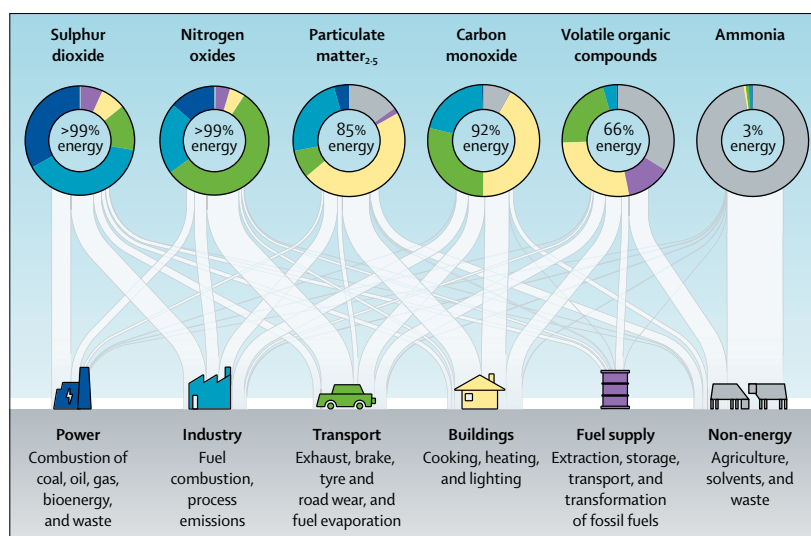 Sulphur
dioxide
Nitrogen
oxides
Particulate
matter2·5
Carbon
monoxide
Volatile organic
compounds
Ammonia
>99%
energy
>99%
energy
85%
energy
92%
energy
66%
energy
3%
energy
Power
Combustion of
coal, oil, gas,
bioenergy,
and waste
Industry
Fuel
combustion,
process
emissions
Transport
Exhaust, brake,
tyre and
road wear, and
fuel evaporation
Buildings
Cooking, heating,
and lighting
Fuel supply
Extraction, storage,
transport, and
transformation
of fossil fuels
Non-energy
Agriculture,
solvents, and
waste